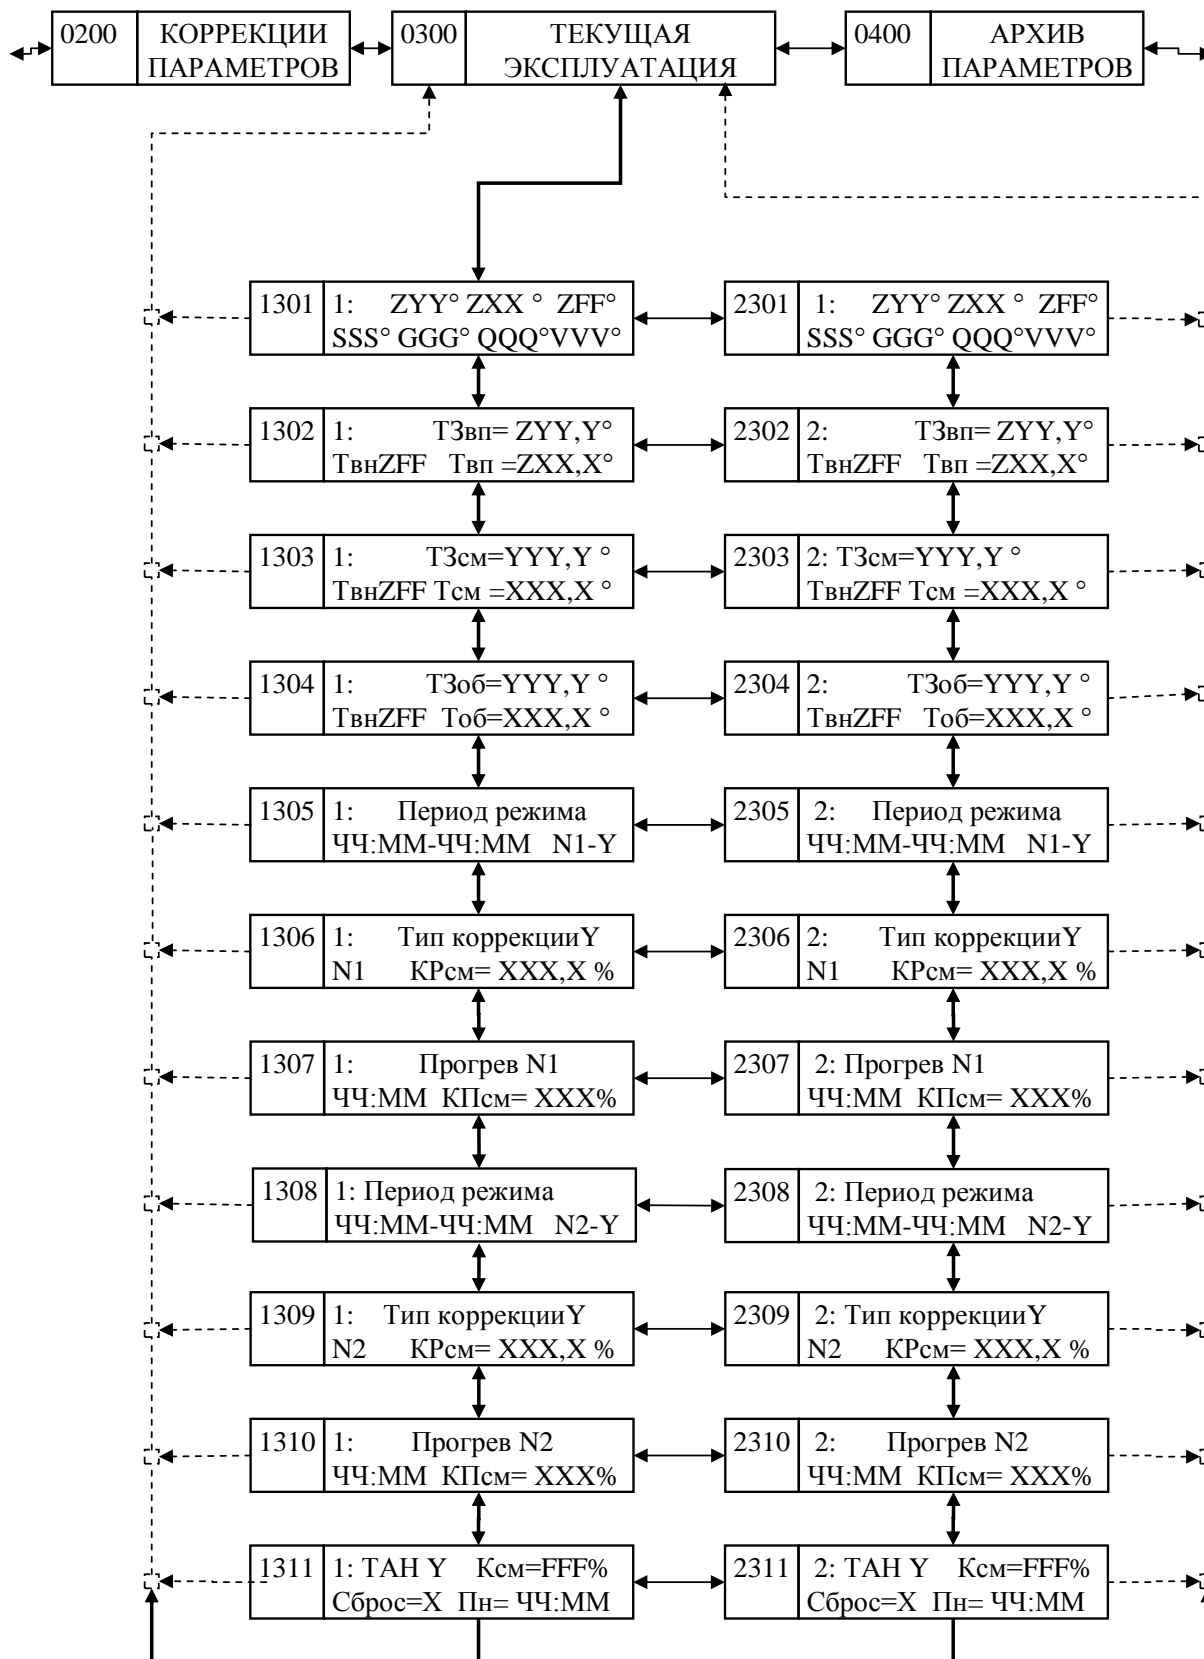 0200 КОРРЕКЦИИ
ПАРАМЕТРОВ
0300 ТЕКУЩАЯ
ЭКСПЛУАТАЦИЯ
0400 АРХИВ
ПАРАМЕТРОВ
1301 1: ZYY° ZXX ° ZFF°
SSS° GGG° QQQ°VVV°
2301 1: ZYY° ZXX ° ZFF°
SSS° GGG° QQQ°VVV°
1302 1: ТЗвп= ZYY,Y°
ТвнZFF Твп =ZXX,X°
2302 2: ТЗвп= ZYY,Y°
ТвнZFF Твп =ZXX,X°
1303 1: ТЗсм=YYY,Y °
ТвнZFF Тсм =XXX,X °
2303 2: ТЗсм=YYY,Y °
ТвнZFF Тсм =XXX,X °
1304 1: ТЗоб=YYY,Y °
ТвнZFF Тоб=XXX,X °
2304 2: ТЗоб=YYY,Y °
ТвнZFF Тоб=XXX,X °
1305 1: Период режима
ЧЧ:ММ-ЧЧ:ММ N1-Y
2305 2: Период режима
ЧЧ:ММ-ЧЧ:ММ N1-Y
1306 1: Тип коррекцииY
N1 КРсм= XXX,X %
2306 2: Тип коррекцииY
N1 КРсм= XXX,X %
1307 1: Прогрев N1
ЧЧ:ММ КПсм= XXX%
2307 2: Прогрев N1
ЧЧ:ММ КПсм= XXX%
1308 1: Период режима
ЧЧ:ММ-ЧЧ:ММ N2-Y
2308 2: Период режима
ЧЧ:ММ-ЧЧ:ММ N2-Y
1309 1: Тип коррекцииY
N2 КРсм= XXX,X %
2309 2: Тип коррекцииY
N2 КРсм= XXX,X %
1310 1: Прогрев N2
ЧЧ:ММ КПсм= XXX%
2310 2: Прогрев N2
ЧЧ:ММ КПсм= XXX%
1311 1: ТАН Y Ксм=FFF%
Сброс=X Пн= ЧЧ:ММ
2311 2: ТАН Y Ксм=FFF%
Сброс=X Пн= ЧЧ:ММ